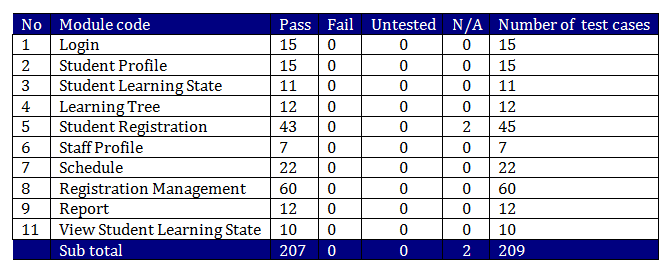 No Module code Pass Fail Untested N/A Number of test cases
1 Login 15 0 0 0 15
2 Student Profile 15 0 0 0 15
3 Student Learning State 11 0 0 0 11
4 Learning Tree 12 0 0 0 12
5 Student Registration 43 0 0 2 45
6 Staff Profile 7 0 0 0 7
7 Schedule 22 0 0 0 22
8 Registration Management 60 0 0 0 60
9 Report 12 0 0 0 12
11 View Student Learning State 10 0 0 0 10
Sub total 207 0 0 2 209